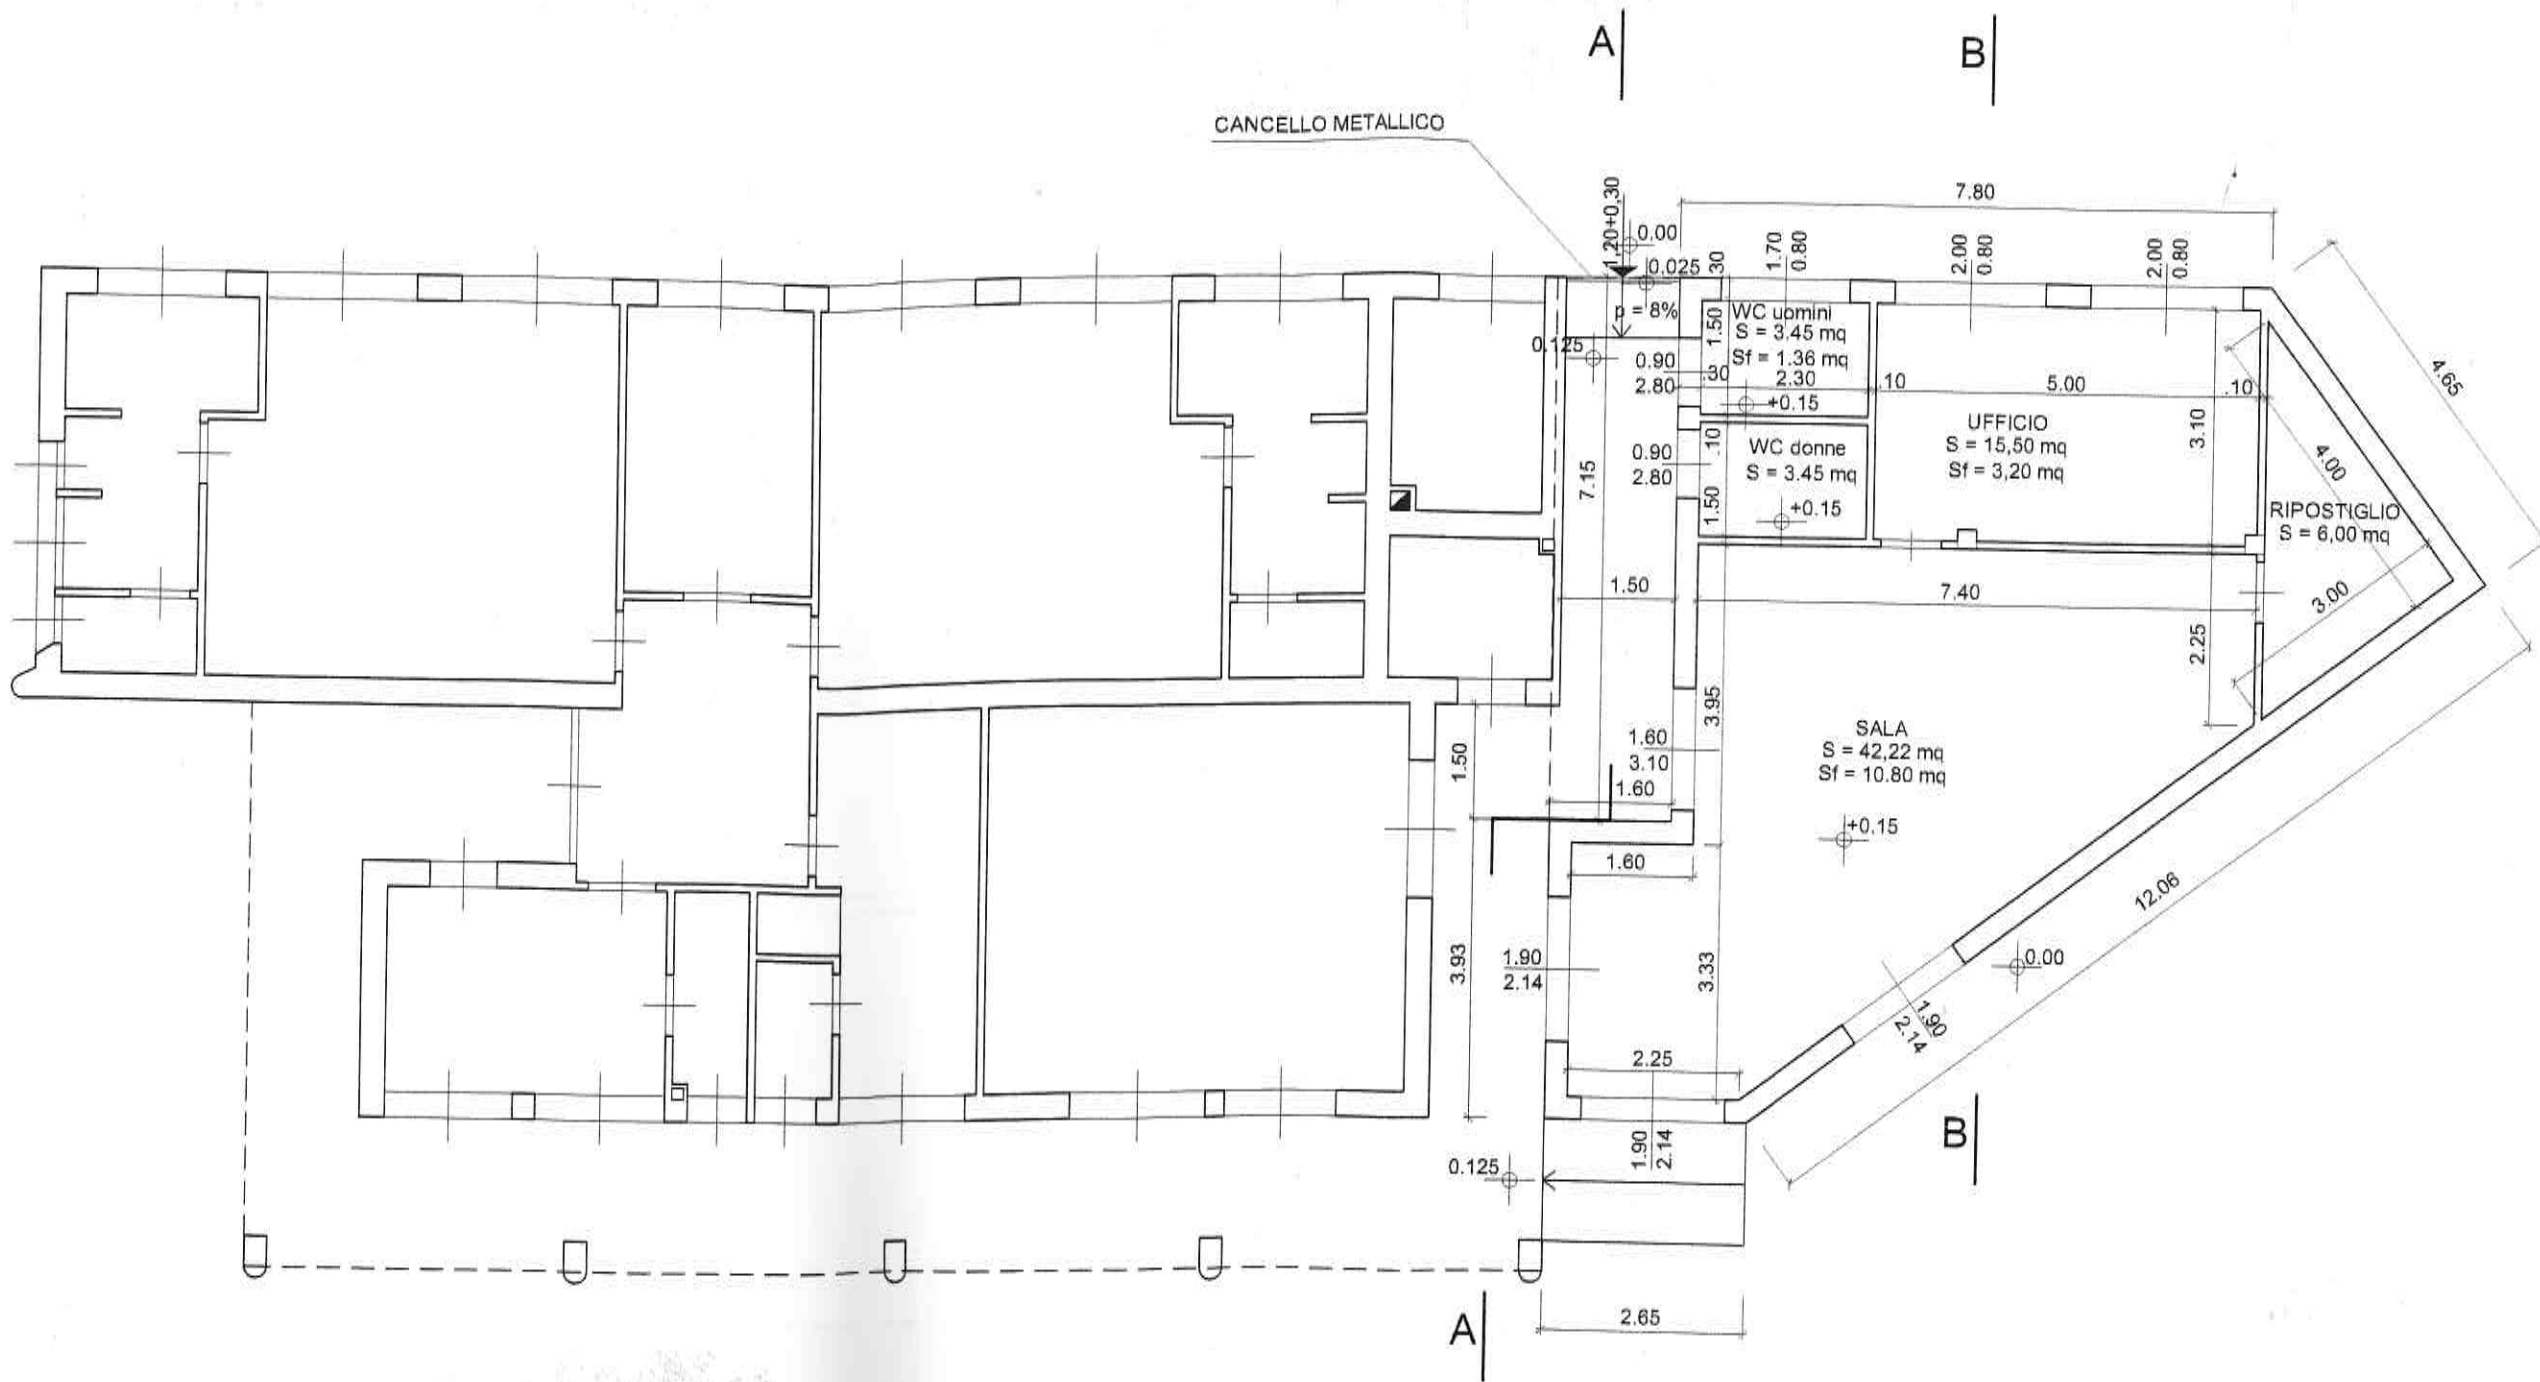 A
B
CANCELLO METALLICO
7.80
1,20+0,30
0.00
0.025
.30
1.70
0.80
2.00
0.80
2.00
0.80
p = 8%
1.50
WC uomini
S = 3.45 mq
Sf = 1.36 mq
0.125
0.90
2.80
.30
2.30
.10
5.00
.10
4.65
+0.15
UFFICIO
S = 15,50 mq
Sf = 3,20 mq
3.10
0.90
2.80
.10
WC donne
S = 3.45 mq
4.00
7.15
1.50
+0.15
RIPOSTIGLIO
S = 6,00 mq
1.50
7.40
3.00
2.25
3.95
SALA
S = 42,22 mq
Sf = 10.80 mq
1.50
1.60
3.10
1.60
+0.15
1.60
12.06
3.93
1.90
2.14
3.33
0.00
1.90
2.14
2.25
1.90
2.14
B
0.125
2.65
A